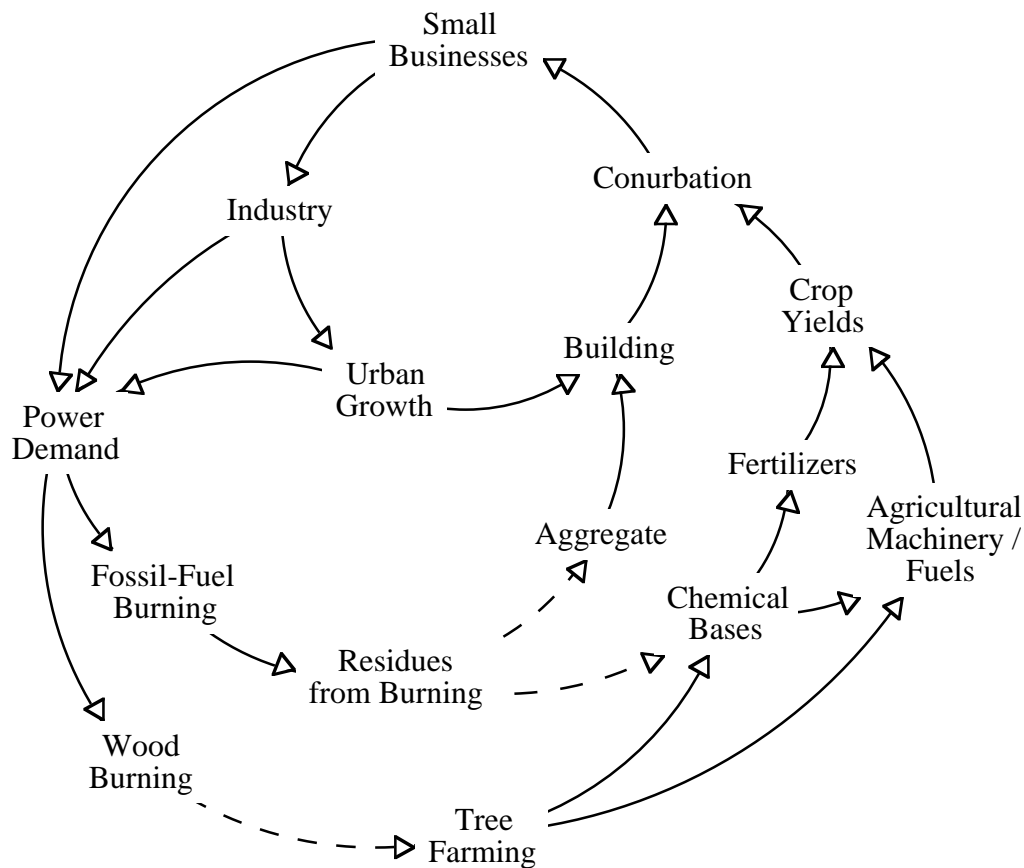 Small
Businesses
Conurbation
Industry
Crop
Yields
Building
Urban
Growth
Power
Demand
Fertilizers
Agricultural
Machinery /
Fuels
Aggregate
Fossil-Fuel
Burning
Chemical
Bases
Residues
from Burning
Wood
Burning
Tree
Farming